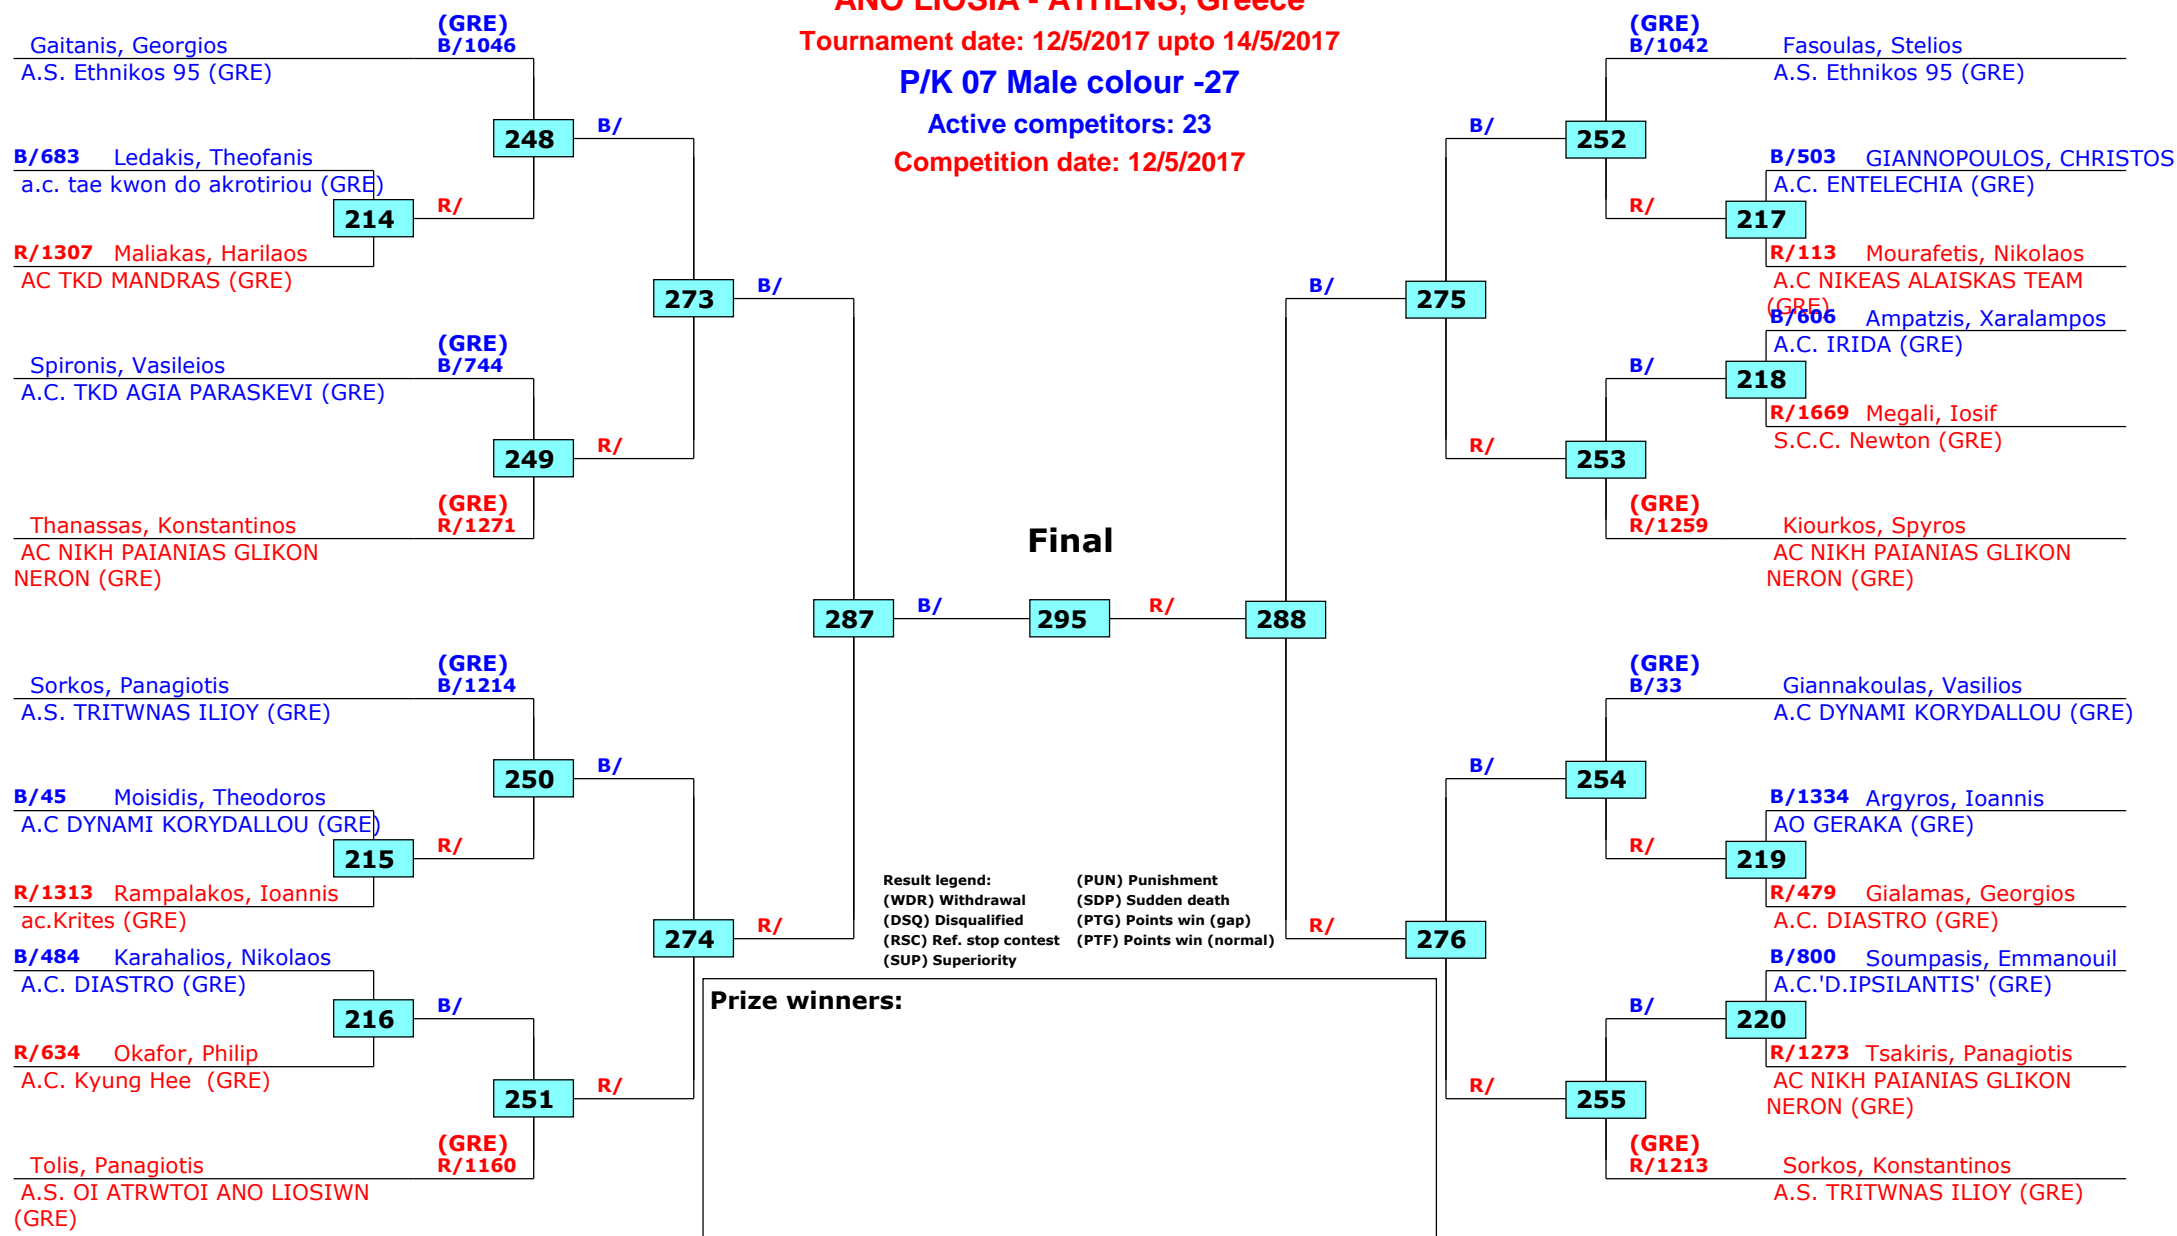 ANO LIOSIA - ATHENS, Greece
Tournament date: 12/5/2017 upto 14/5/2017
P/K 07 Male colour -27
Active competitors: 23
Competition date: 12/5/2017
(GRE)
Gaitanis, Georgios B/1046
A.S. Ethnikos 95 (GRE)
248
B/
B/683 Ledakis, Theofanis
a.c. tae kwon do akrotiriou (GRE)
214
R/
R/1307 Maliakas, Harilaos
AC TKD MANDRAS (GRE)
273
B/
(GRE)
Spironis, Vasileios B/744
A.C. TKD AGIA PARASKEVI (GRE)
249
R/
(GRE)
Thanassas, Konstantinos R/1271
AC NIKH PAIANIAS GLIKON
NERON (GRE)
Final
287 B/ 295 R/ 288
(GRE)
Sorkos, Panagiotis B/1214
A.S. TRITWNAS ILIOY (GRE)
250
B/
B/45 Moisidis, Theodoros
A.C DYNAMI KORYDALLOU (GRE)
215
R/
R/1313 Rampalakos, Ioannis
ac.Krites (GRE)
274
R/
B/484 Karahalios, Nikolaos
A.C. DIASTRO (GRE)
216
B/
R/634 Okafor, Philip
A.C. Kyung Hee (GRE)
251
R/
(GRE)
Tolis, Panagiotis R/1160
A.S. OI ATRWTOI ANO LIOSIWN
(GRE)
(GRE)
B/1042 Fasoulas, Stelios
A.S. Ethnikos 95 (GRE)
B/
252
B/503 GIANNOPOULOS, CHRISTOS
A.C. ENTELECHIA (GRE)
R/
217
R/113 Mourafetis, Nikolaos
A.C NIKEAS ALAISKAS TEAM
(GRE)
B/
275
B/606 Ampatzis, Xaralampos
A.C. IRIDA (GRE)
B/
218
R/1669 Megali, Iosif
S.C.C. Newton (GRE)
R/
253
(GRE)
R/1259 Kiourkos, Spyros
AC NIKH PAIANIAS GLIKON
NERON (GRE)
(GRE)
B/33 Giannakoulas, Vasilios
A.C DYNAMI KORYDALLOU (GRE)
B/
254
B/1334 Argyros, Ioannis
AO GERAKA (GRE)
R/
219
R/479 Gialamas, Georgios
A.C. DIASTRO (GRE)
R/
276
B/800 Soumpasis, Emmanouil
A.C.'D.IPSILANTIS' (GRE)
B/
220
R/1273 Tsakiris, Panagiotis
AC NIKH PAIANIAS GLIKON
NERON (GRE)
R/
255
(GRE)
R/1213 Sorkos, Konstantinos
A.S. TRITWNAS ILIOY (GRE)
Result legend: (PUN) Punishment
(WDR) Withdrawal (SDP) Sudden death
(DSQ) Disqualified (PTG) Points win (gap)
(RSC) Ref. stop contest (PTF) Points win (normal)
(SUP) Superiority
Prize winners: